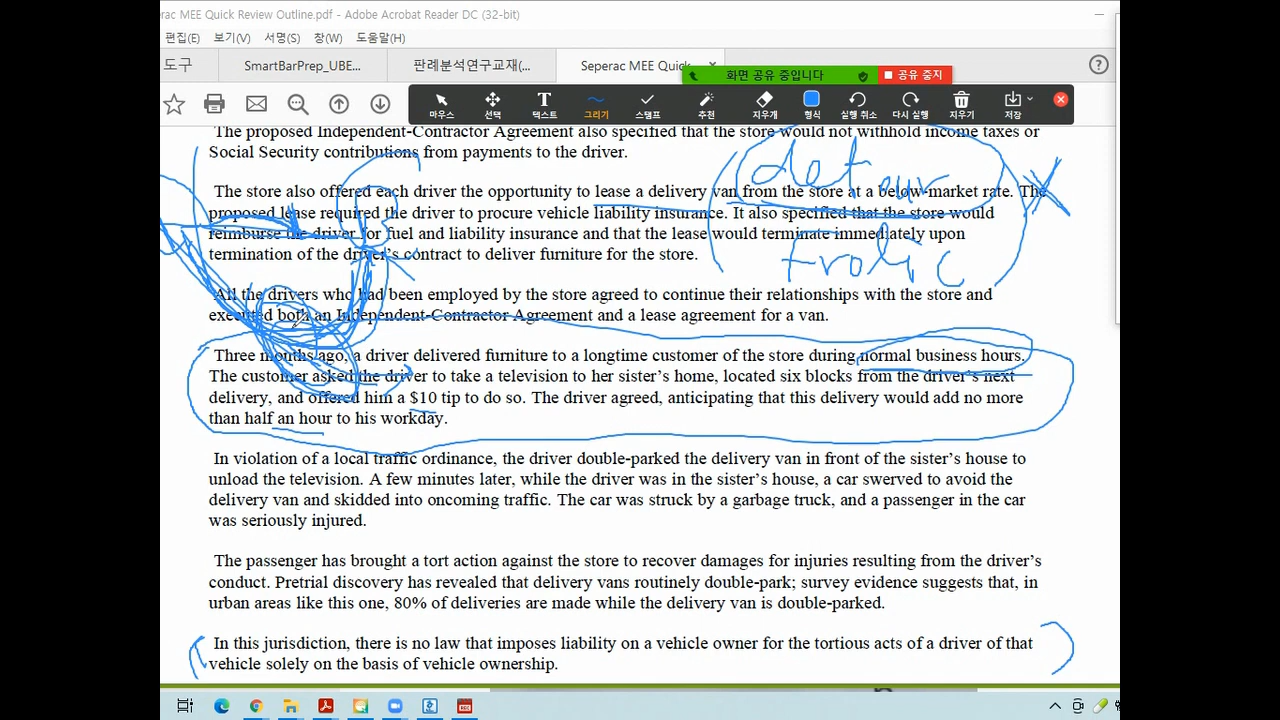 perac MEE Quick Review Outline.pdf - Adobe Acrobat Reader DC (32-bit)
편집(E) 보기(V) 서명(S) 창(W) 도움말(H)
도구 SmartBarPrep_UBE... 판례분석연구교재(... Seperac MEE Quick
화면 공유 중입니다 공유 중지
마우스 선택 텍스트 그리기 스탬프 추천 지우개 형식 실행 취소 다시 실행 지우기 저장
The proposed Independent-Contractor Agreement also specified that the store would not withhold income taxes or
Social Security contributions from payments to the driver.
detour
The store also offered each driver the opportunity to lease a delivery van from the store at a below-market rate. The
proposed lease required the driver to procure vehicle liability insurance. It also specified that the store would
reimburse the driver for fuel and liability insurance and that the lease would terminate immediately upon
termination of the driver's contract to deliver furniture for the store.
Frolic
All the drivers who had been employed by the store agreed to continue their relationships with the store and
executed both an Independent-Contractor Agreement and a lease agreement for a van.
Three months ago, a driver delivered furniture to a longtime customer of the store during normal business hours.
The customer asked the driver to take a television to her sister's home, located six blocks from the driver's next
delivery, and offered him a $10 tip to do so. The driver agreed, anticipating that this delivery would add no more
than half an hour to his workday.
In violation of a local traffic ordinance, the driver double-parked the delivery van in front of the sister's house to
unload the television. A few minutes later, while the driver was in the sister's house, a car swerved to avoid the
delivery van and skidded into oncoming traffic. The car was struck by a garbage truck, and a passenger in the car
was seriously injured.
The passenger has brought a tort action against the store to recover damages for injuries resulting from the driver's
conduct. Pretrial discovery has revealed that delivery vans routinely double-park; survey evidence suggests that, in
urban areas like this one, 80% of deliveries are made while the delivery van is double-parked.
In this jurisdiction, there is no law that imposes liability on a vehicle owner for the tortious acts of a driver of that
vehicle solely on the basis of vehicle ownership.